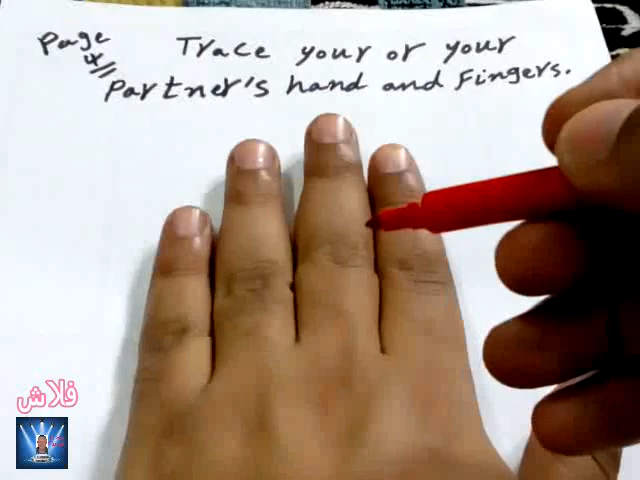 Page 4
Trace your or your
Partner's hand and Fingers.
فلاش